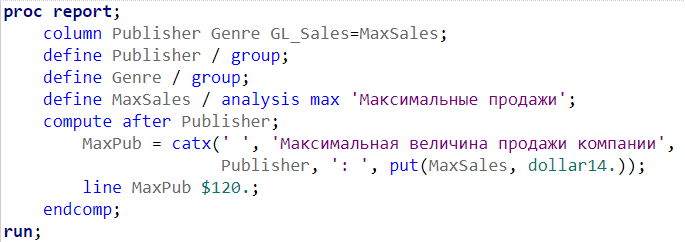 proc report;
column Publisher Genre GL_Sales=MaxSales;
define Publisher / group;
define Genre / group;
define MaxSales / analysis max 'Максимальные продажи';
compute after Publisher;
MaxPub = catx(' ', 'Максимальная величина продажи компании',
Publisher, ': ', put(MaxSales, dollar14.));
line MaxPub $120.;
endcomp;
run;